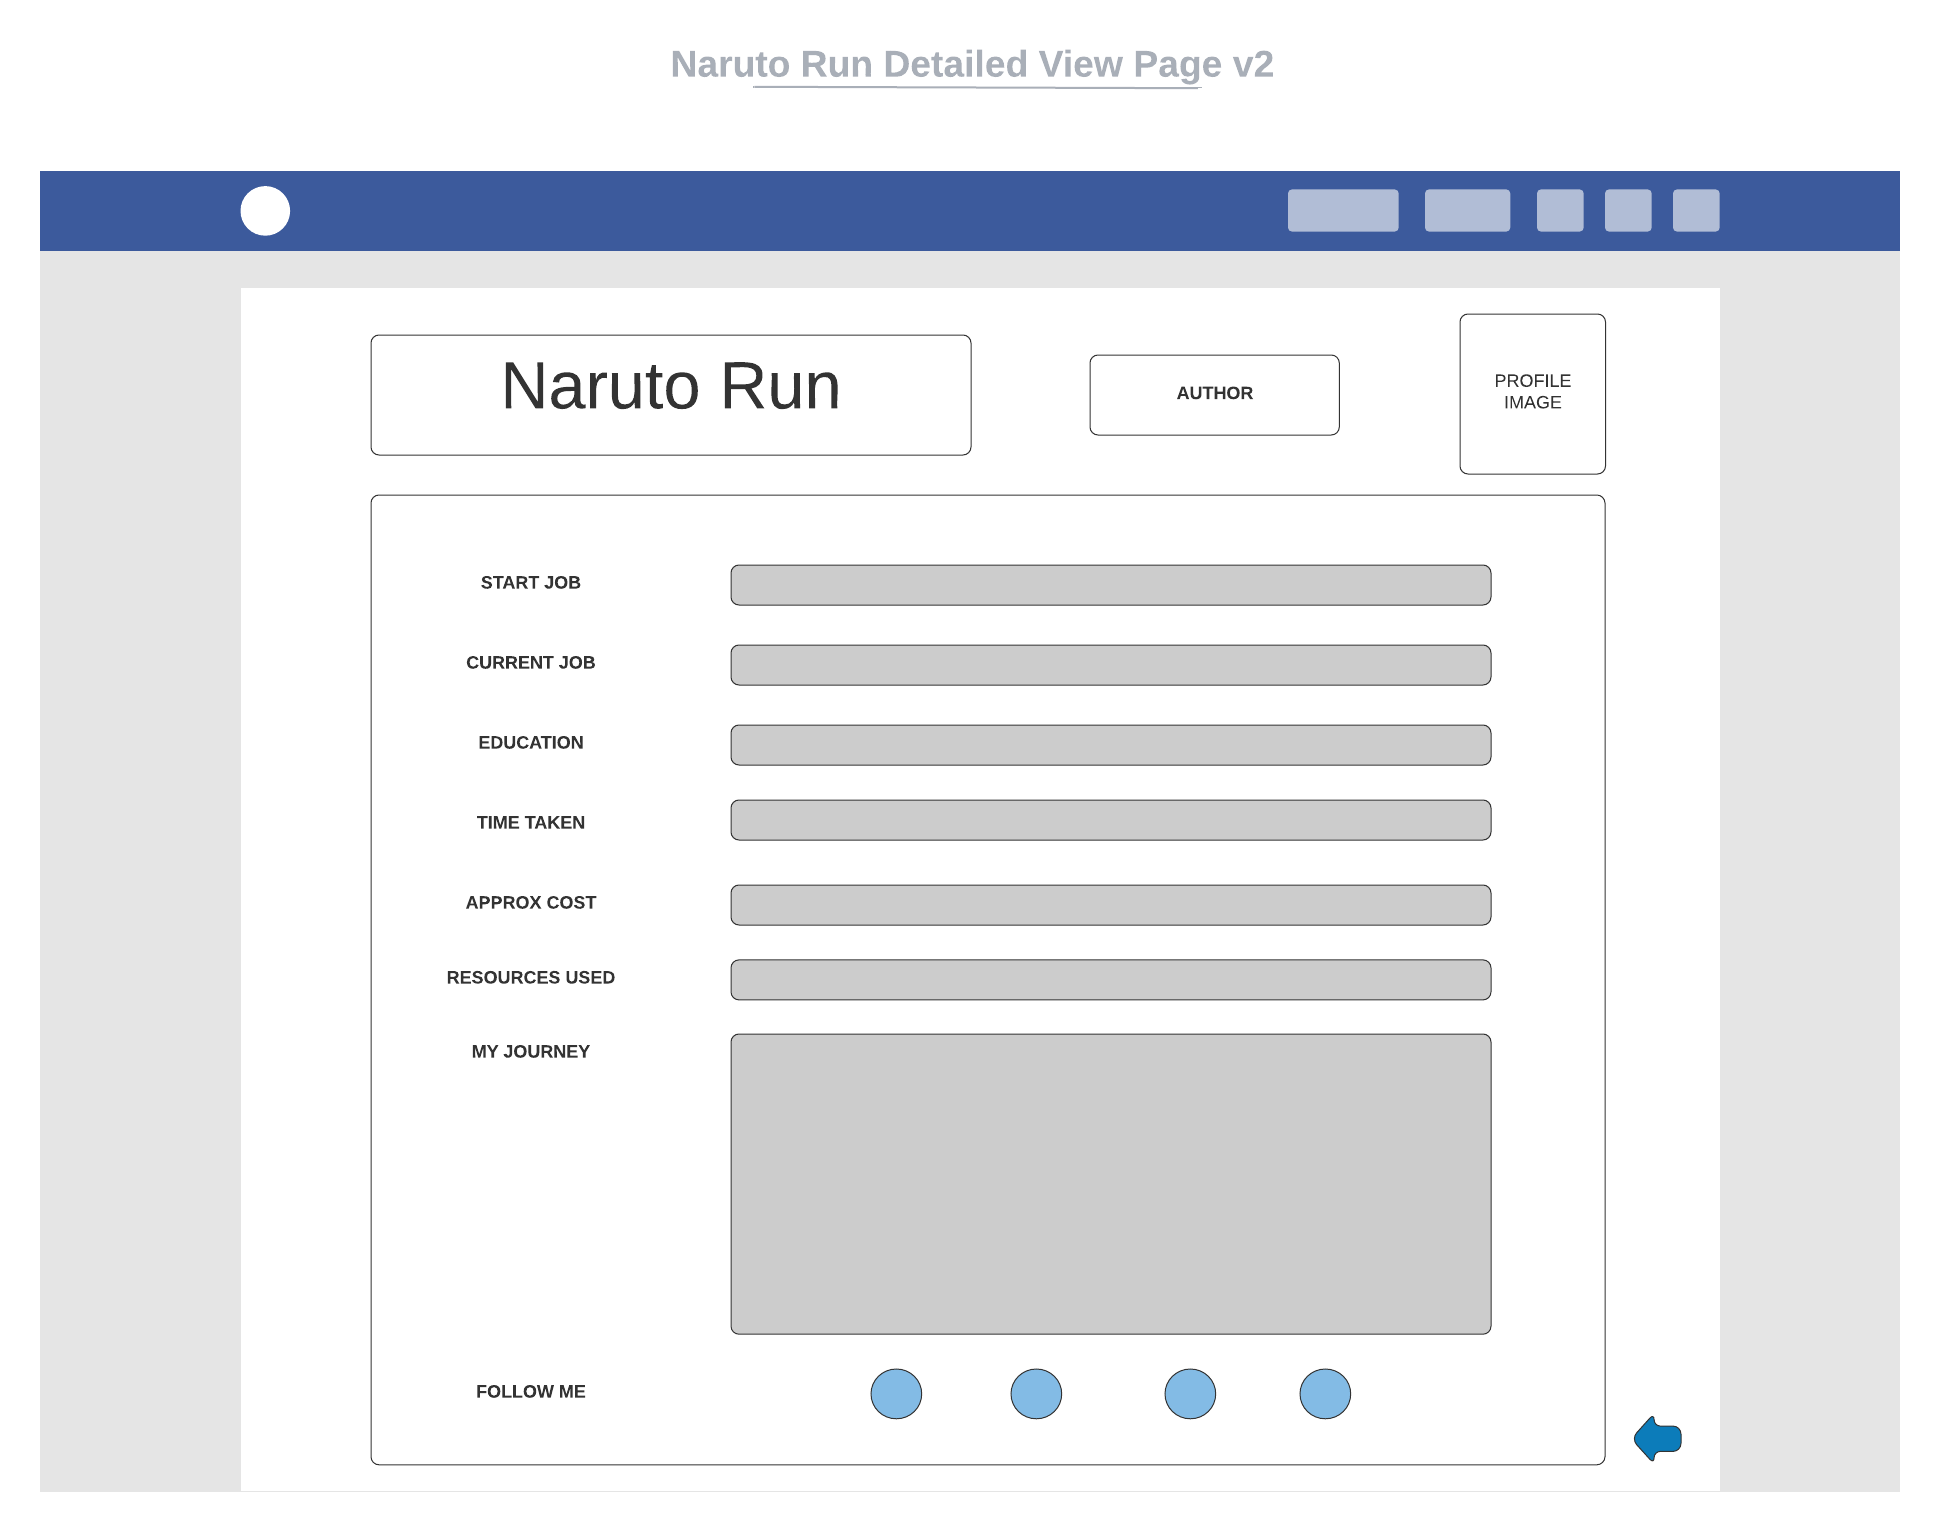 Naruto Run Detailed View Page v2
Naruto Run
AUTHOR
PROFILE
IMAGE
START JOB
CURRENT JOB
EDUCATION
TIME TAKEN
APPROX COST
RESOURCES USED
MY JOURNEY
FOLLOW ME